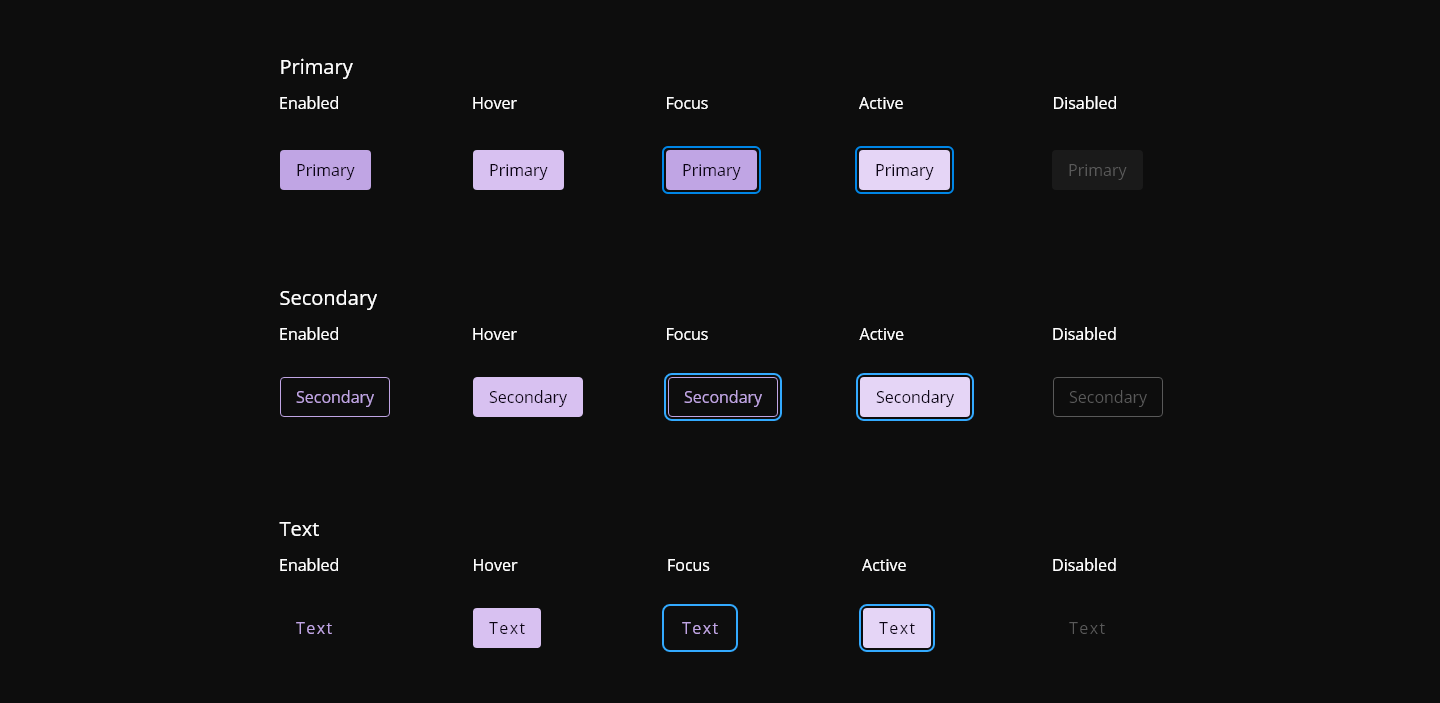 Primary
Enabled Hover Focus Active Disabled
Primary Primary Primary Primary Primary
Secondary
Enabled Hover Focus Active Disabled
Secondary Secondary Secondary Secondary Secondary
Text
Enabled Hover Focus Active Disabled
Text Text Text Text Text